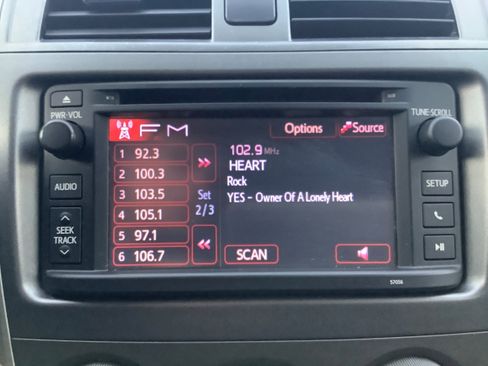 PWR•VOL
TUNE•SCROLL
FM
Options
Source
1 92.3
2 100.3
3 103.5
4 105.1
5 97.1
6 106.7
Set
2/3
102.9 MHz
HEART
Rock
YES - Owner Of A Lonely Heart
SCAN
AUDIO
SEEK
TRACK
SETUP
57056